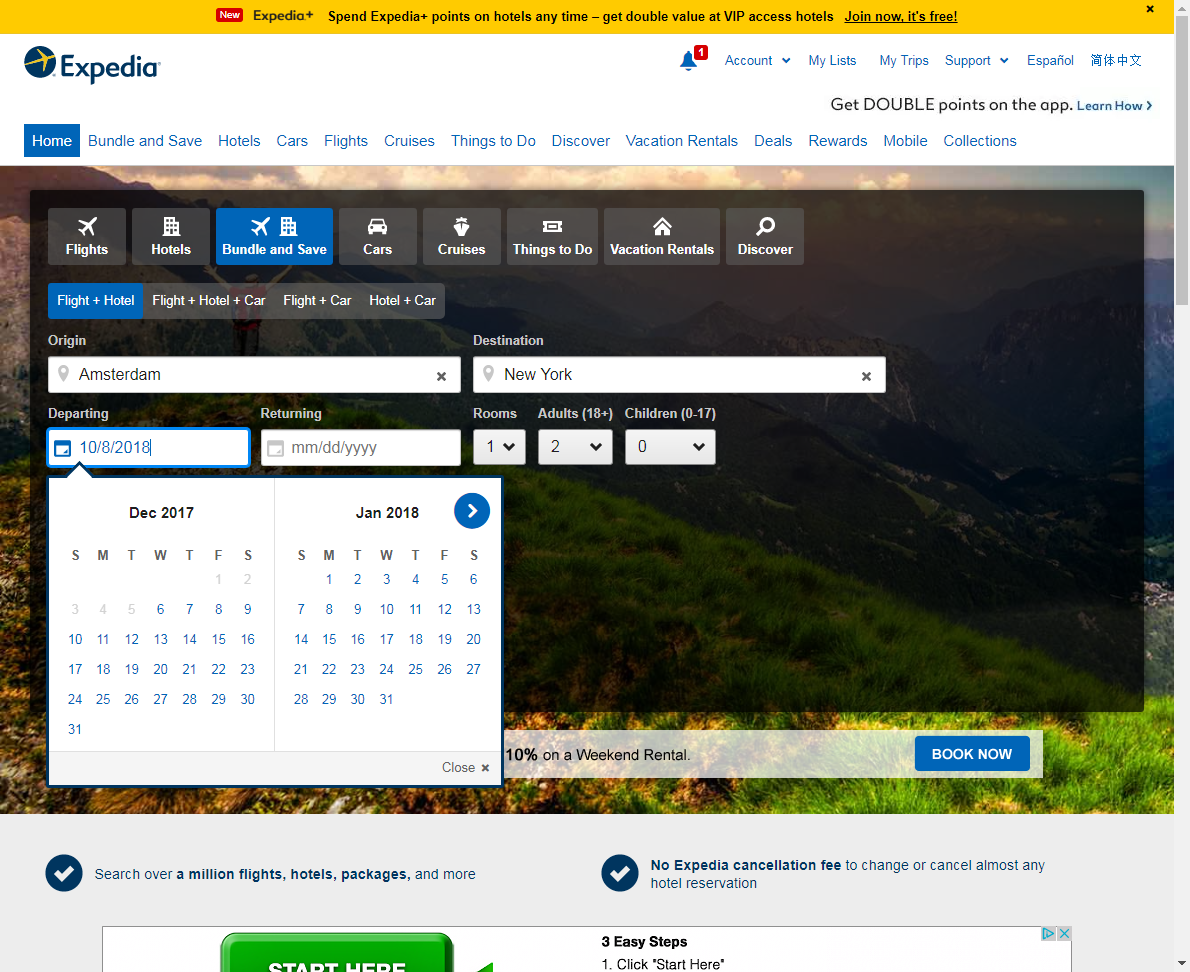 New Expedia+ Spend Expedia+ points on hotels any time – get double value at VIP access hotels Join now, it's free!
Expedia
1 Account My Lists My Trips Support Español 简体中文
Get DOUBLE points on the app. Learn How
Home Bundle and Save Hotels Cars Flights Cruises Things to Do Discover Vacation Rentals Deals Rewards Mobile Collections
Flights Hotels Bundle and Save Cars Cruises Things to Do Vacation Rentals Discover
Flight + Hotel Flight + Hotel + Car Flight + Car Hotel + Car
Origin Destination
Amsterdam New York
Departing Returning Rooms Adults (18+) Children (0-17)
10/8/2018 mm/dd/yyyy 1 2 0
Dec 2017
S M T W T F S
1 2
3 4 5 6 7 8 9
10 11 12 13 14 15 16
17 18 19 20 21 22 23
24 25 26 27 28 29 30
31
Jan 2018
S M T W T F S
1 2 3 4 5 6
7 8 9 10 11 12 13
14 15 16 17 18 19 20
21 22 23 24 25 26 27
28 29 30 31
Close
10% on a Weekend Rental.
BOOK NOW
Search over a million flights, hotels, packages, and more
No Expedia cancellation fee to change or cancel almost any
hotel reservation
START HERE
3 Easy Steps
1. Click "Start Here"